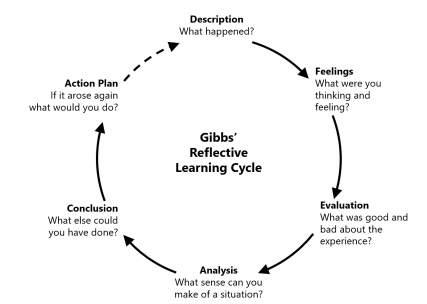 Description
What happened?
Feelings
What were you
thinking and
feeling?
Evaluation
What was good and
bad about the
experience?
Analysis
What sense can you
make of a situation?
Conclusion
What else could
you have done?
Action Plan
If it arose again
what would you do?
Gibbs'
Reflective
Learning Cycle